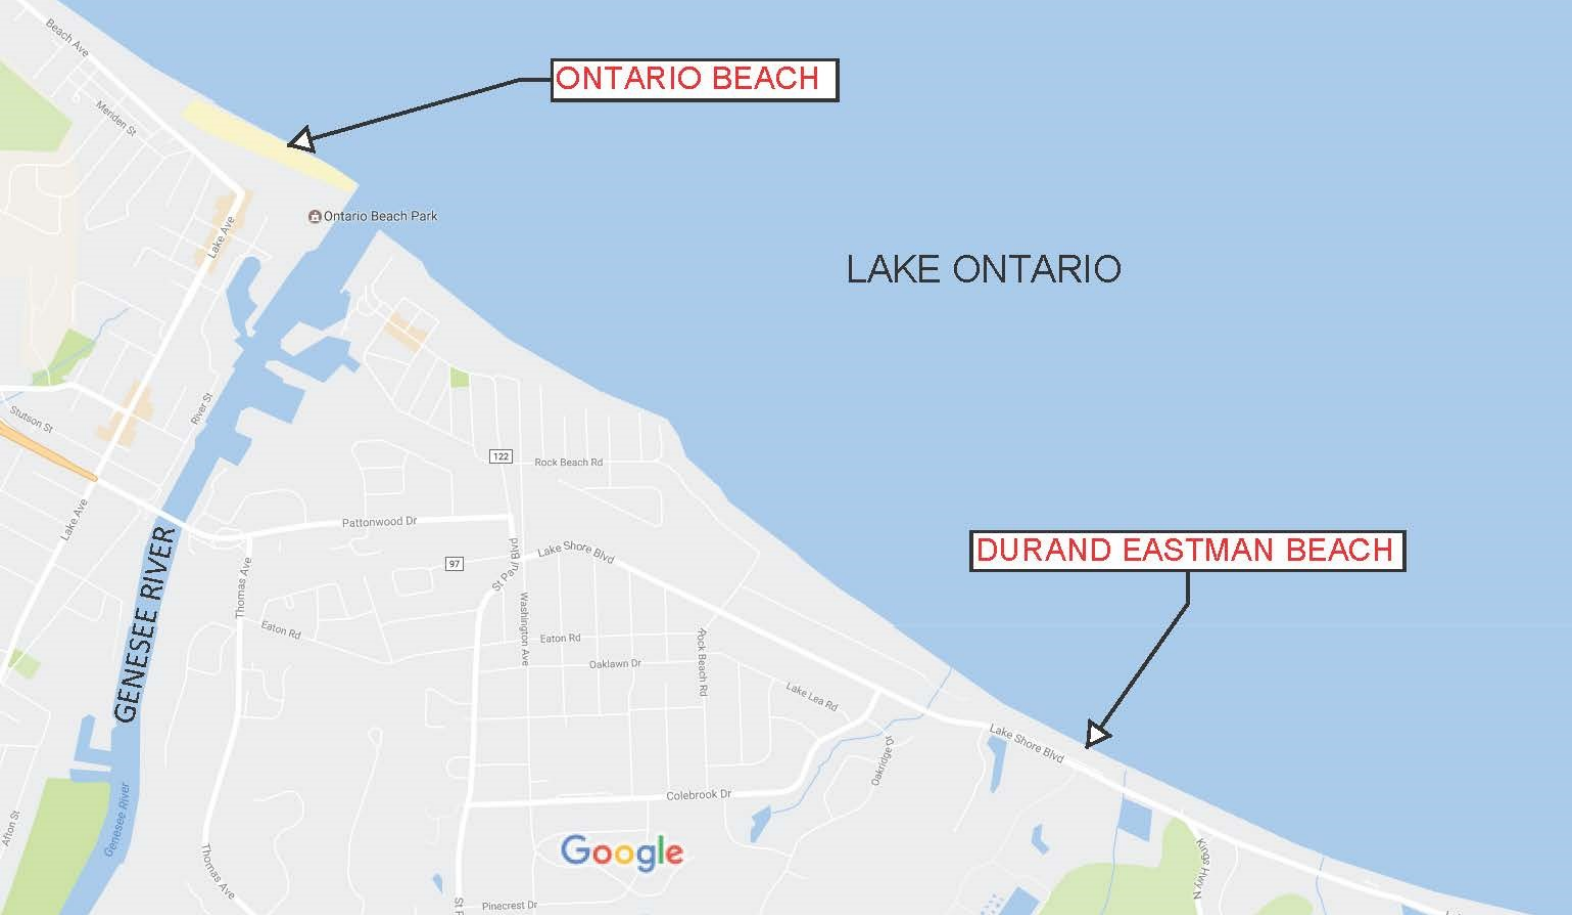 Beach Ave
ONTARIO BEACH
Meriden St
Ontario Beach Park
Lake Ave
LAKE ONTARIO
River St
Stutson St
122
Rock Beach Rd
Lake Ave
Pattonwood Dr
GENESEE RIVER
St Paul Blvd
Lake Shore Blvd
DURAND EASTMAN BEACH
97
Thomas Ave
Washington Ave
Eaton Rd
Eaton Rd
Oaklawn Dr
Rock Beach Rd
Lake Lea Rd
Lake Shore Blvd
Oakridge Dr
Colebrook Dr
Genesee River
Afton St
Google
Thomas Ave
Kings Hwy N
Pinecrest Dr